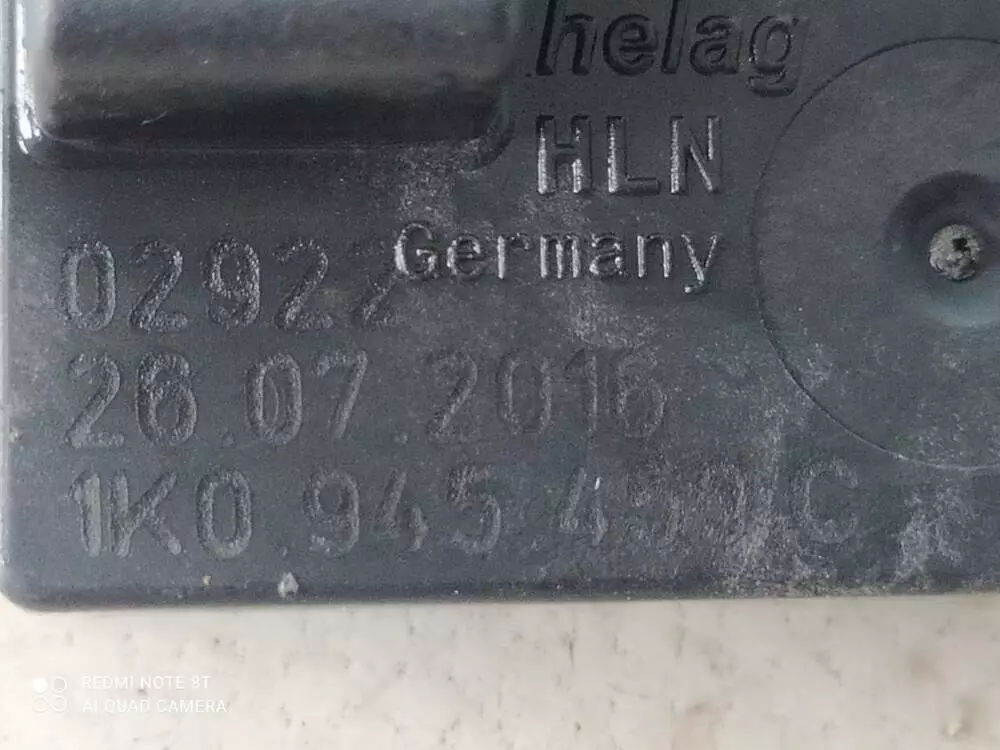 helag
HLN
Germany
02922
26.07.2016
1K0.945.459.C
REDMI NOTE 8T
AI QUAD CAMERA